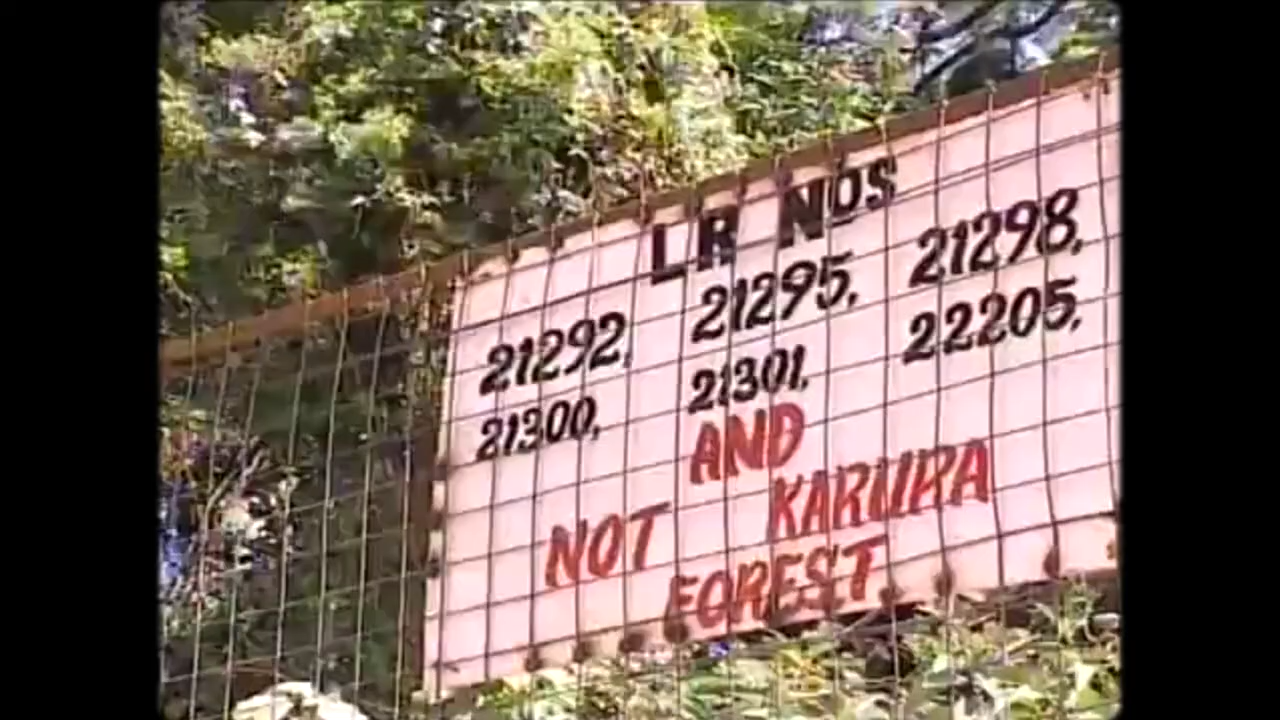 LR NOS
21292, 21295, 21298,
21300, 21301, 22205,
AND
NOT KARURA
FOREST